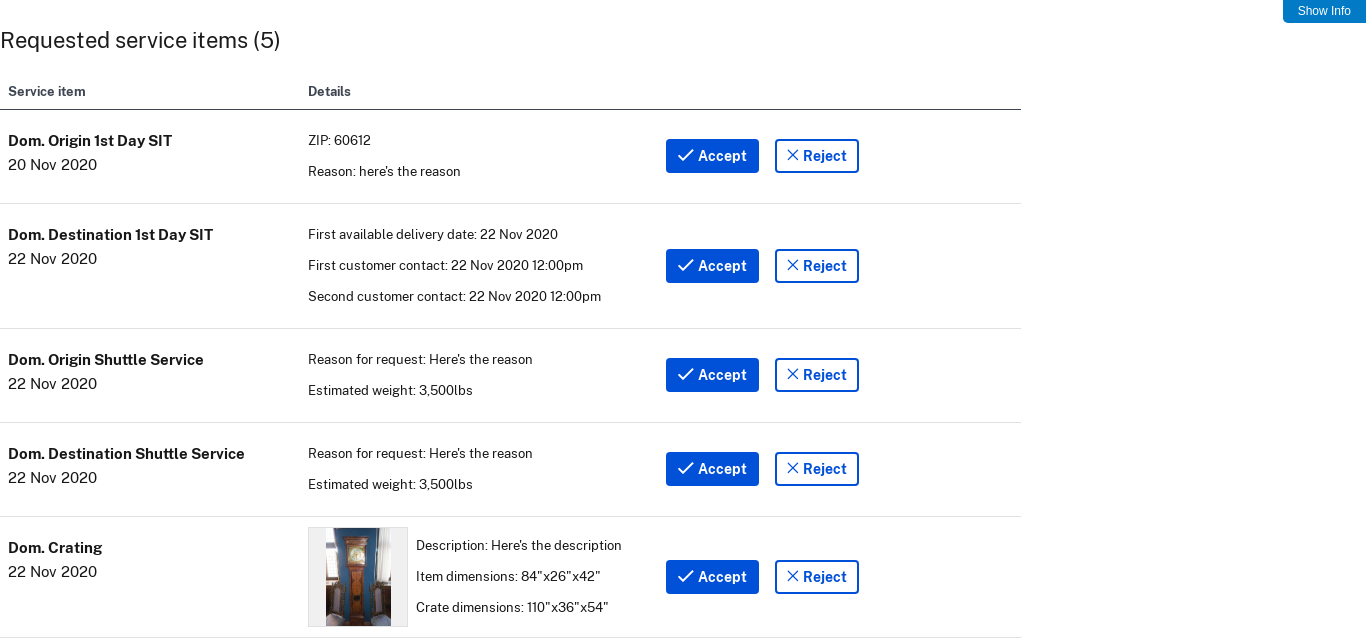 Show Info
Requested service items (5)
Service item Details
Dom. Origin 1st Day SIT
20 Nov 2020
ZIP: 60612
Reason: here's the reason
Accept Reject
Dom. Destination 1st Day SIT
22 Nov 2020
First available delivery date: 22 Nov 2020
First customer contact: 22 Nov 2020 12:00pm
Second customer contact: 22 Nov 2020 12:00pm
Accept Reject
Dom. Origin Shuttle Service
22 Nov 2020
Reason for request: Here's the reason
Estimated weight: 3,500lbs
Accept Reject
Dom. Destination Shuttle Service
22 Nov 2020
Reason for request: Here's the reason
Estimated weight: 3,500lbs
Accept Reject
Dom. Crating
22 Nov 2020
Description: Here's the description
Item dimensions: 84"x26"x42"
Crate dimensions: 110"x36"x54"
Accept Reject